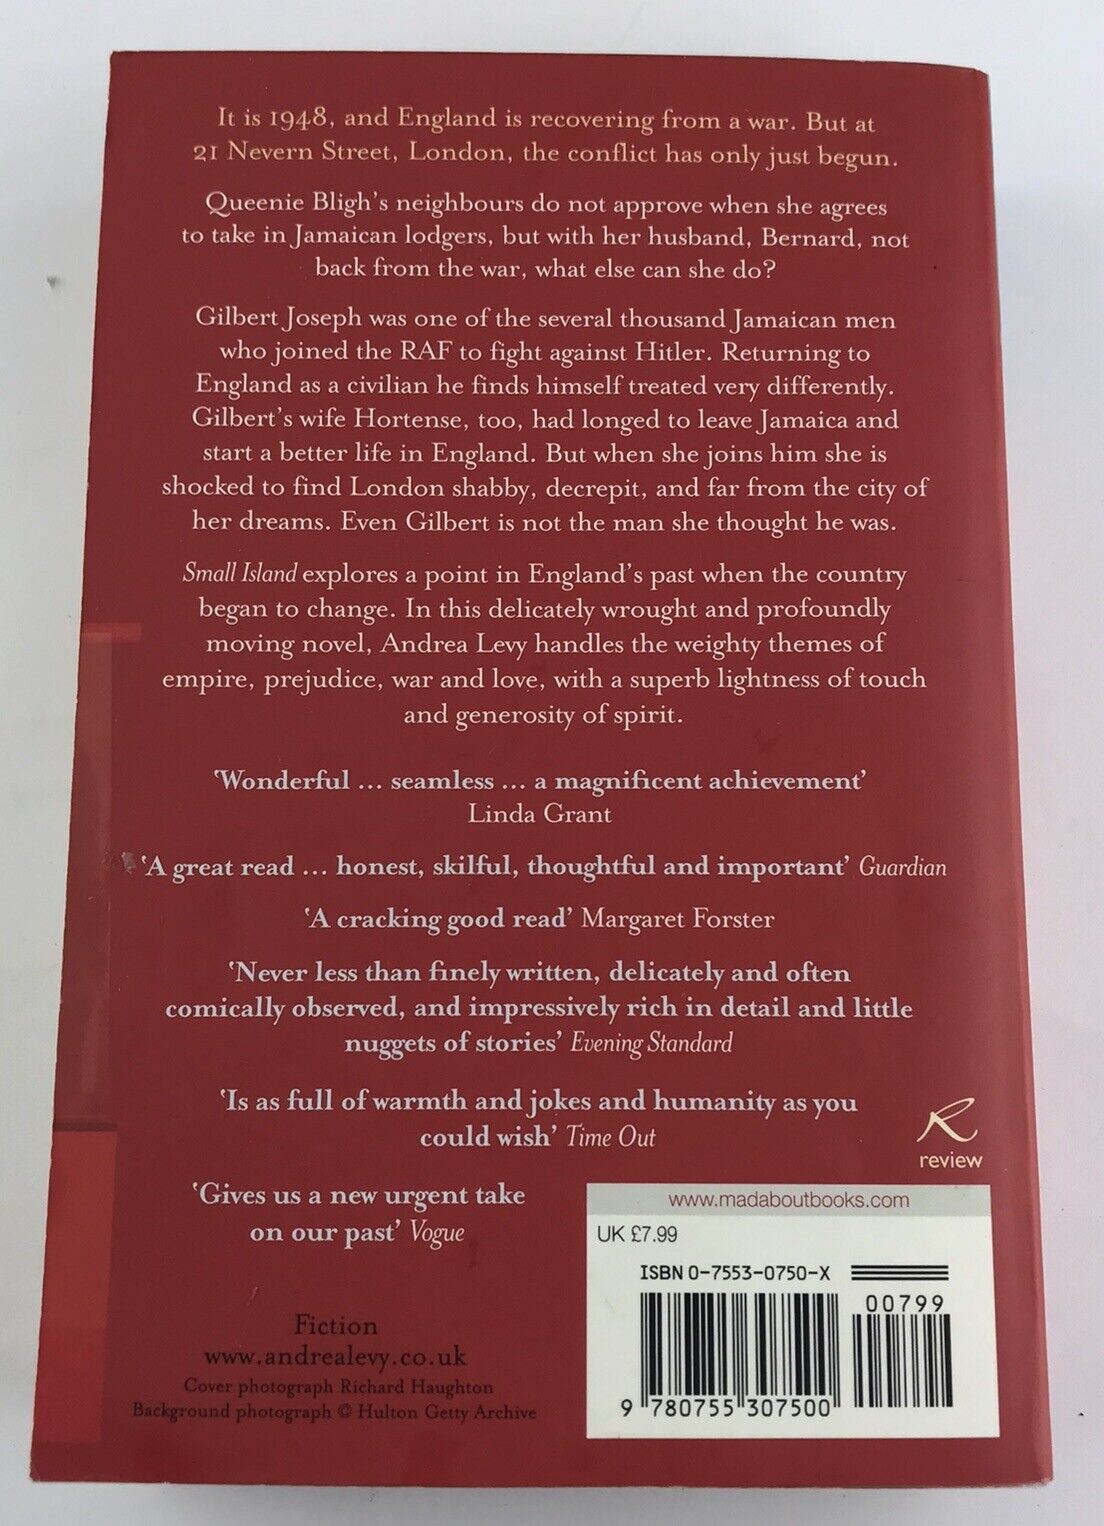 It is 1948, and England is recovering from a war. But at
21 Nevern Street, London, the conflict has only just begun.
Queenie Bligh's neighbours do not approve when she agrees
to take in Jamaican lodgers, but with her husband, Bernard, not
back from the war, what else can she do?
Gilbert Joseph was one of the several thousand Jamaican men
who joined the RAF to fight against Hitler. Returning to
England as a civilian he finds himself treated very differently.
Gilbert's wife Hortense, too, had longed to leave Jamaica and
start a better life in England. But when she joins him she is
shocked to find London shabby, decrepit, and far from the city of
her dreams. Even Gilbert is not the man she thought he was.
Small Island explores a point in England's past when the country
began to change. In this delicately wrought and profoundly
moving novel, Andrea Levy handles the weighty themes of
empire, prejudice, war and love, with a superb lightness of touch
and generosity of spirit.
‘Wonderful … seamless … a magnificent achievement’
Linda Grant
‘A great read … honest, skilful, thoughtful and important’ Guardian
‘A cracking good read’ Margaret Forster
‘Never less than finely written, delicately and often
comically observed, and impressively rich in detail and little
nuggets of stories’ Evening Standard
‘Is as full of warmth and jokes and humanity as you
could wish’ Time Out
R
review
‘Gives us a new urgent take
on our past’ Vogue
Fiction
www.andrealevy.co.uk
Cover photograph Richard Haughton
Background photograph © Hulton Getty Archive
www.madaboutbooks.com
UK £7.99
ISBN 0-7553-0750-X
00799
9 780755 307500